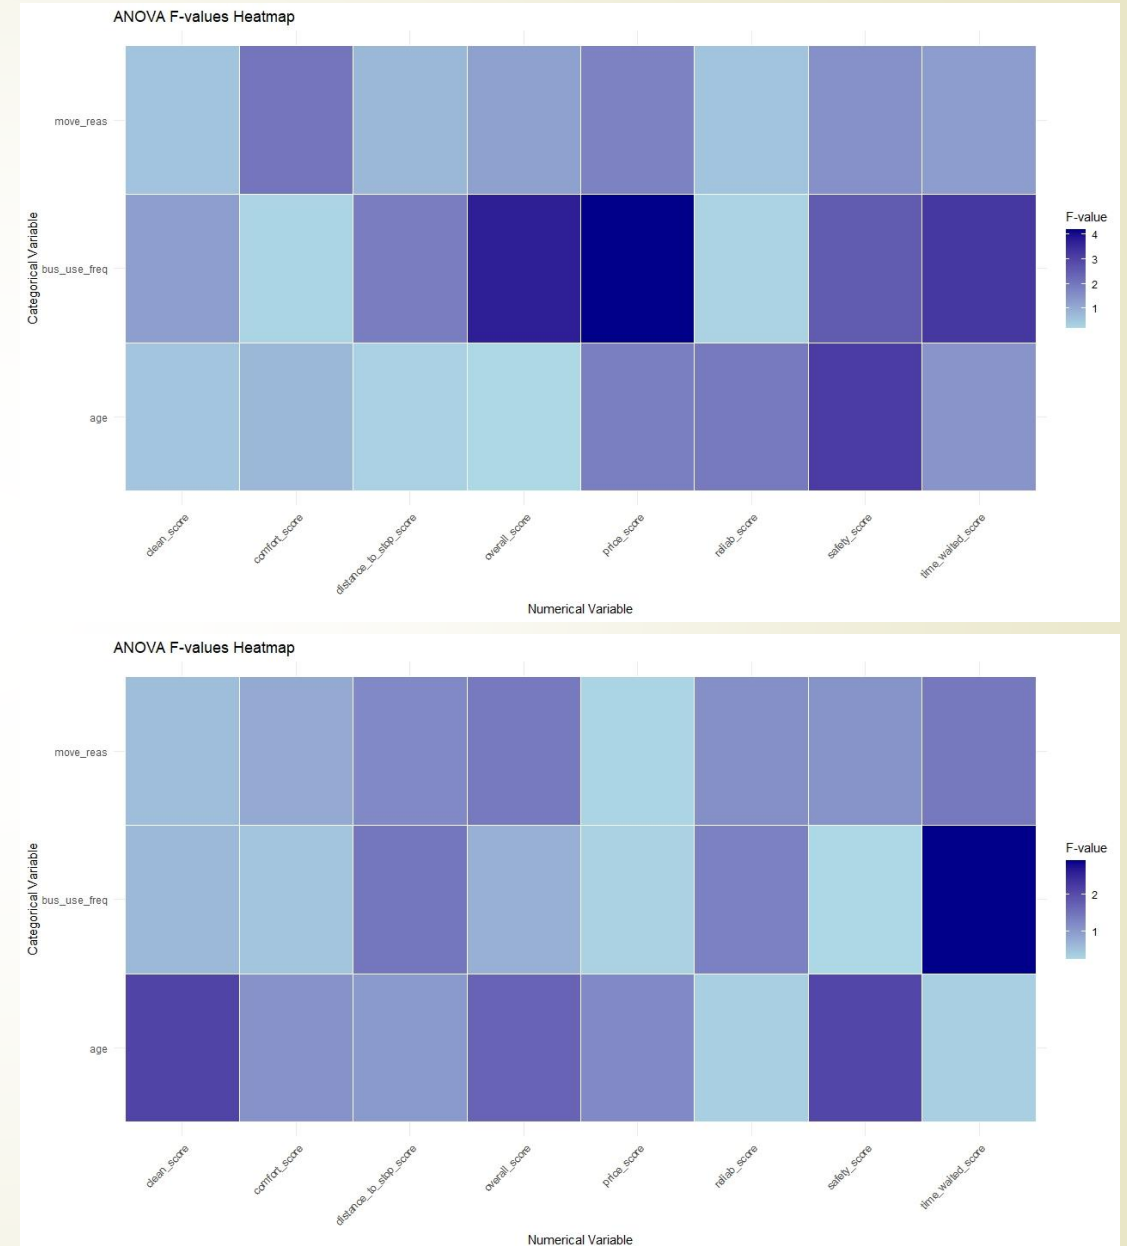 ANOVA F-values Heatmap
move_reas
bus_use_freq
age
Categorical Variable
clean_score
comfort_score
distance_to_stop_score
overall_score
price_score
reliab_score
safety_score
time_waited_score
Numerical Variable
F-value
4
3
2
1
ANOVA F-values Heatmap
move_reas
bus_use_freq
age
Categorical Variable
clean_score
comfort_score
distance_to_stop_score
overall_score
price_score
reliab_score
safety_score
time_waited_score
Numerical Variable
F-value
2
1